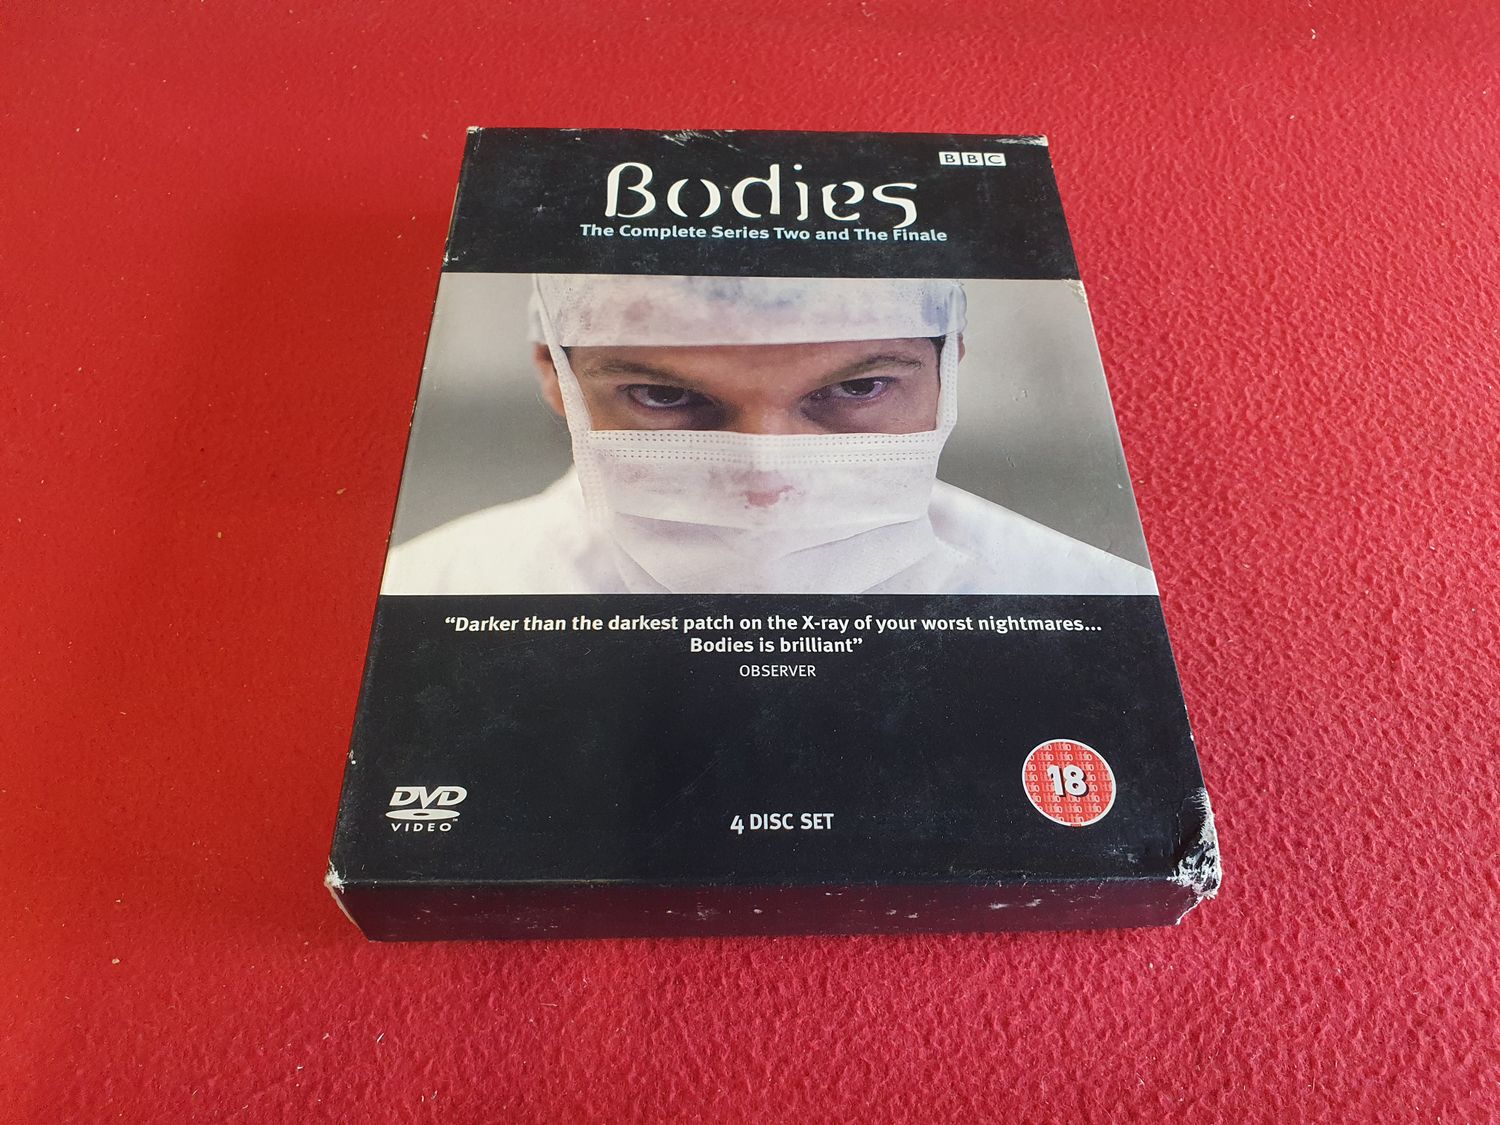 BBC
Bodies
The Complete Series Two and The Finale
“Darker than the darkest patch on the X-ray of your worst nightmares...
Bodies is brilliant”
OBSERVER
18
DVD
VIDEO
4 DISC SET